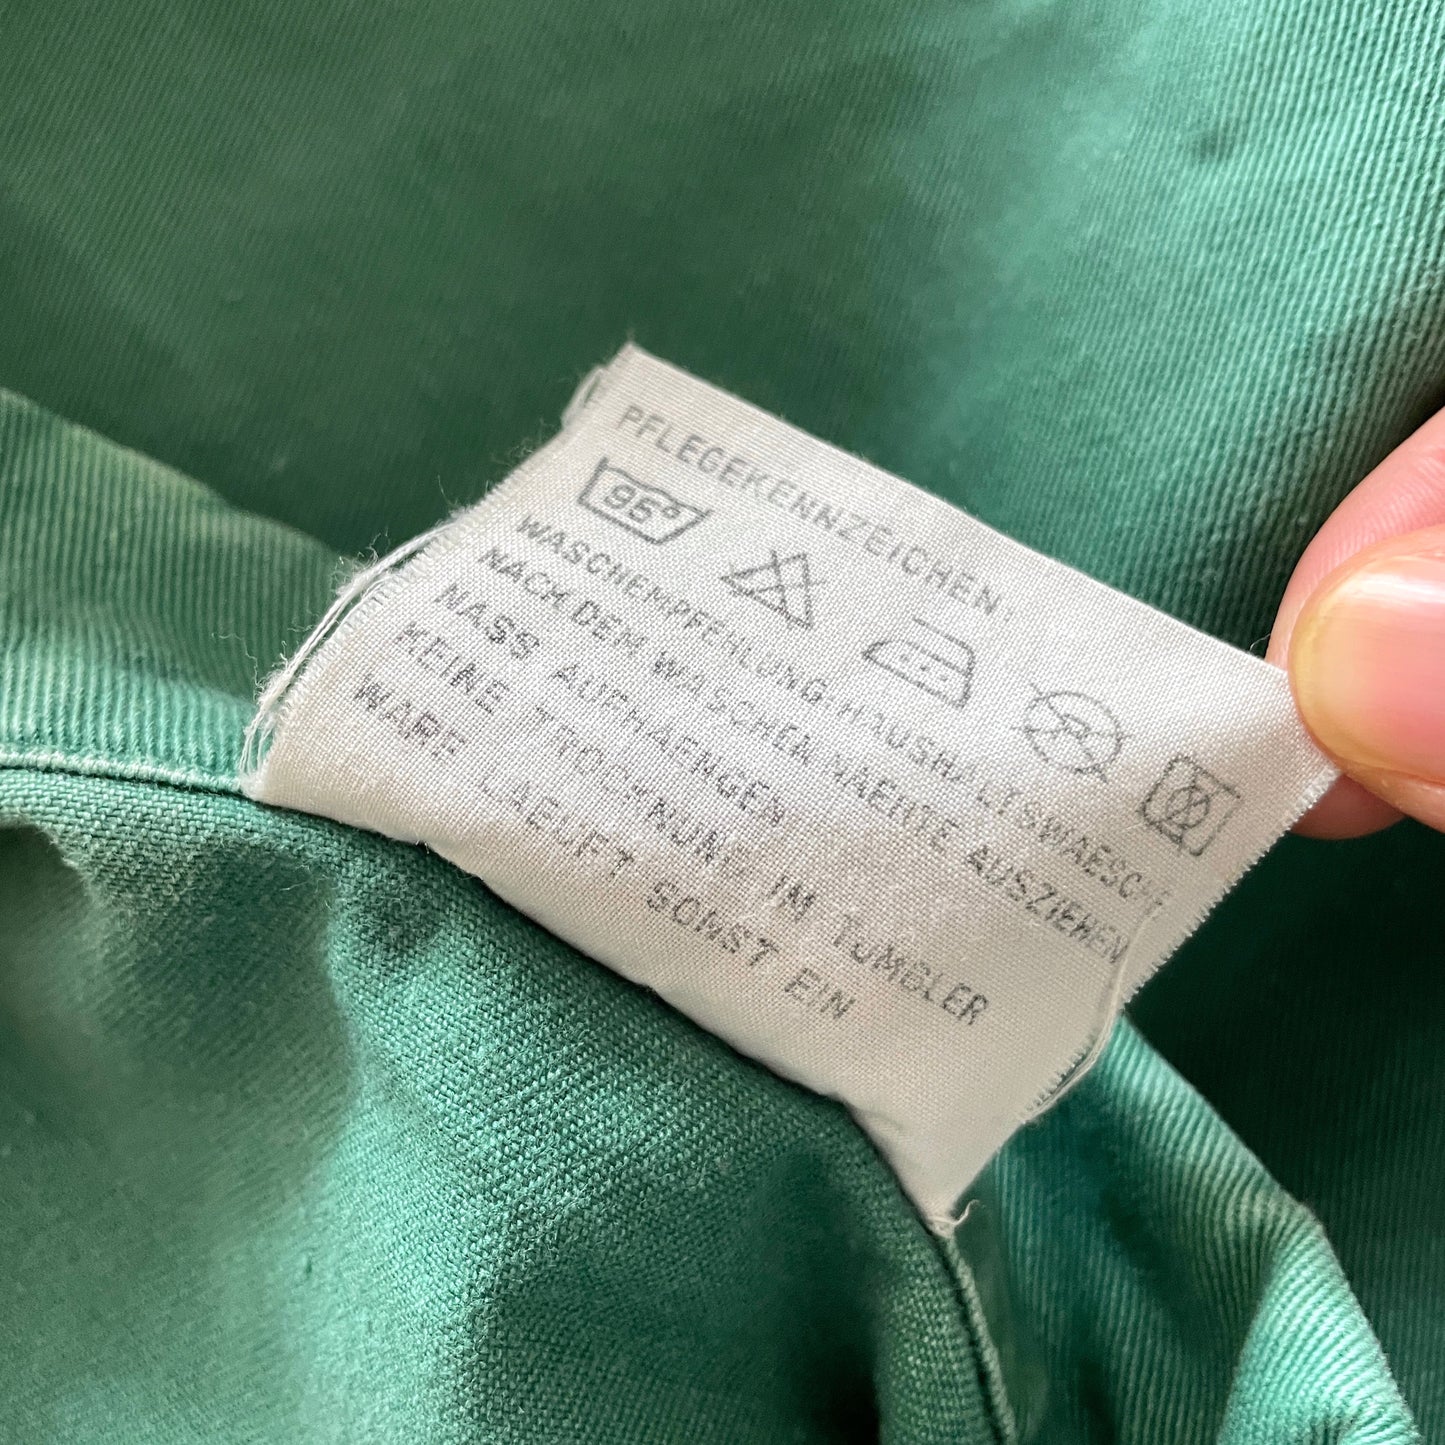 PFLEGEKENNZEICHEN.
95°
WASCHEMPFEHLUNG:HAUSHALTSWAESCHE
NACH DEM WASCHEN NAEHTE AUSZIEHEN
NASS AUFHAENGEN
KEINE TROCKNUNG IM TUMBLER
WARE LAEUFT SONST EIN